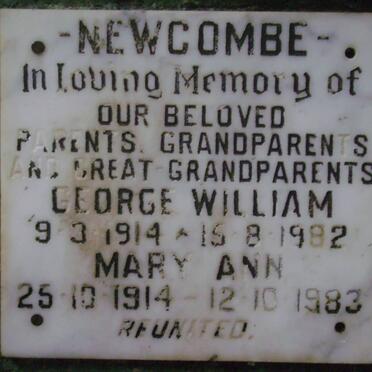 -NEWCOMBE-
In Loving Memory of
OUR BELOVED
PARENTS, GRANDPARENTS
AND GREAT-GRANDPARENTS
GEORGE WILLIAM
9·3·1914 - 15·8·1982
MARY ANN
25·10·1914 - 12·10·1983
REUNITED.